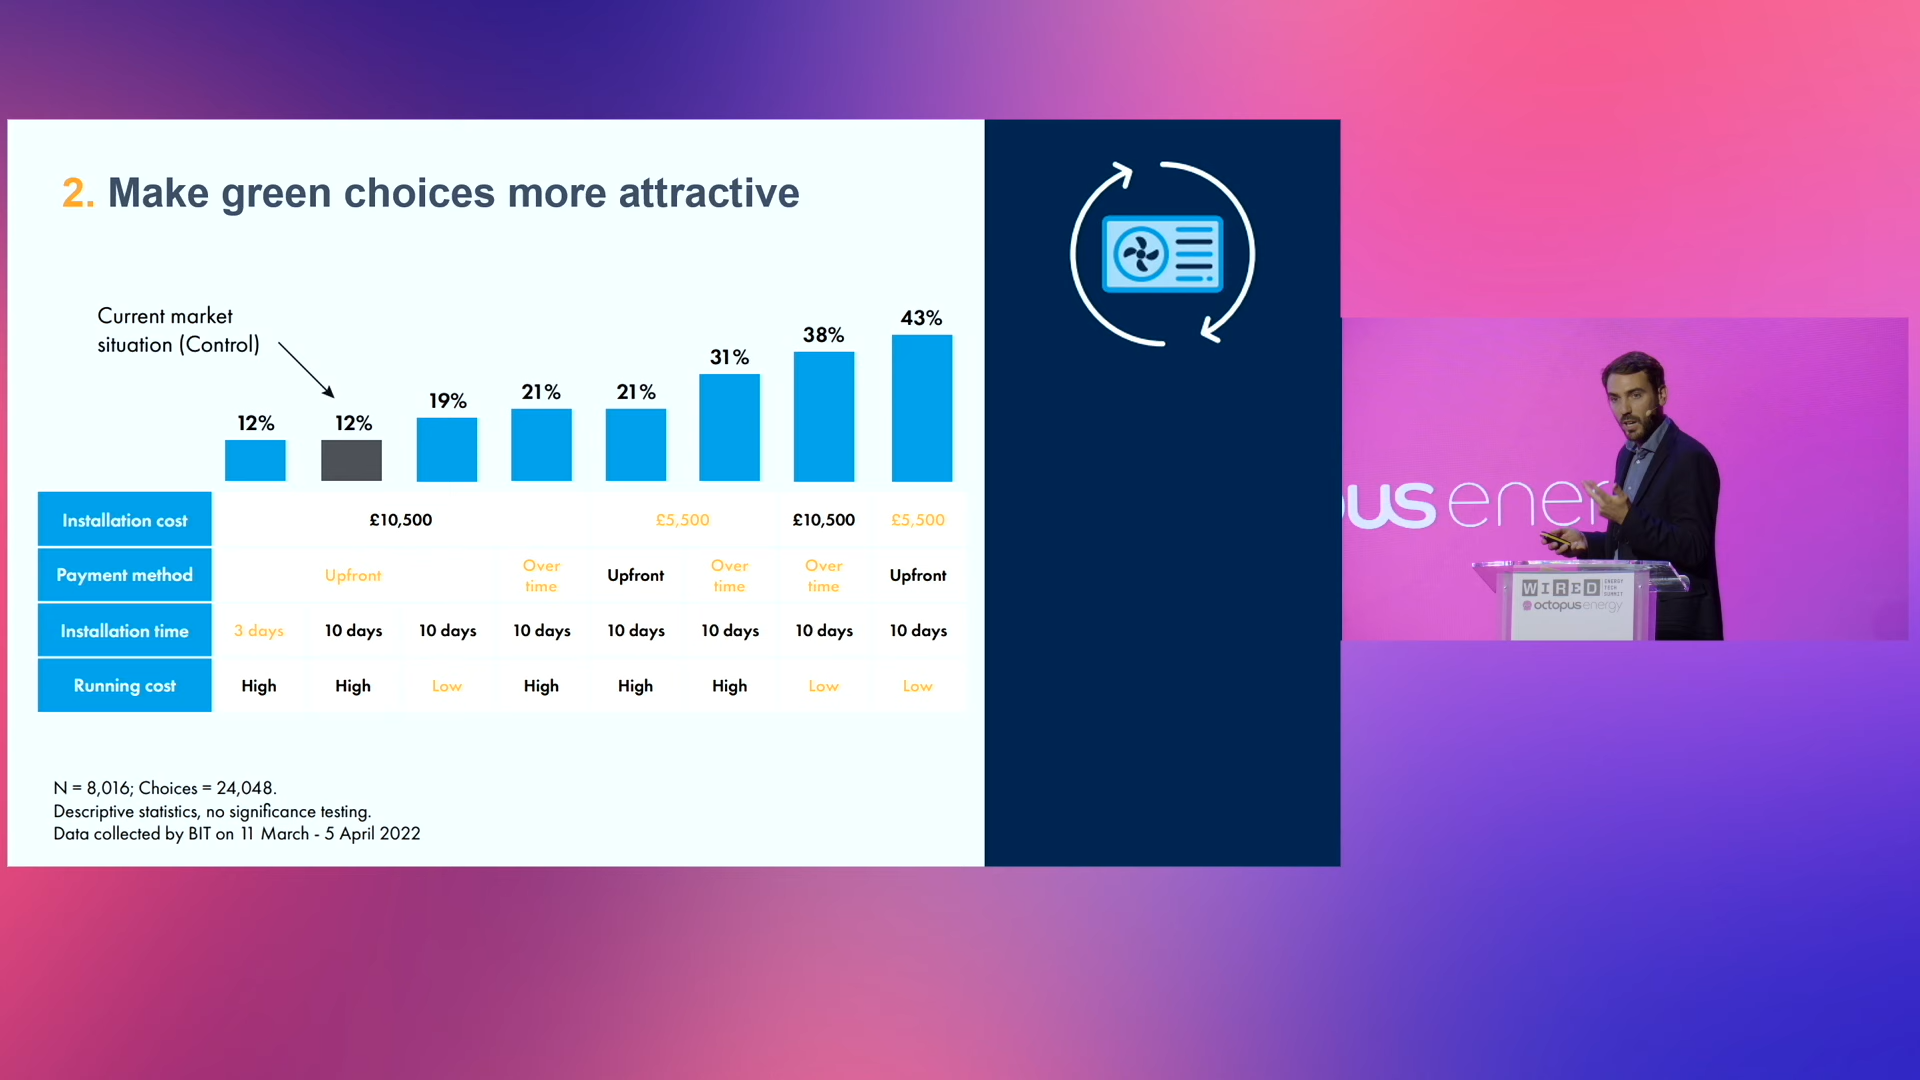 2. Make green choices more attractive
Current market
situation (Control)
12%
12%
19%
21%
21%
31%
38%
43%
Installation cost
£10,500
£5,500
£10,500
£5,500
Payment method
Upfront
Over
time
Upfront
Over
time
Over
time
Upfront
Installation time
3 days
10 days
10 days
10 days
10 days
10 days
10 days
10 days
Running cost
High
High
Low
High
High
High
Low
Low
N = 8,016; Choices = 24,048.
Descriptive statistics, no significance testing.
Data collected by BIT on 11 March - 5 April 2022
us ener
WIRED
ENERGY
TECH
SUMMIT
octopusenergy